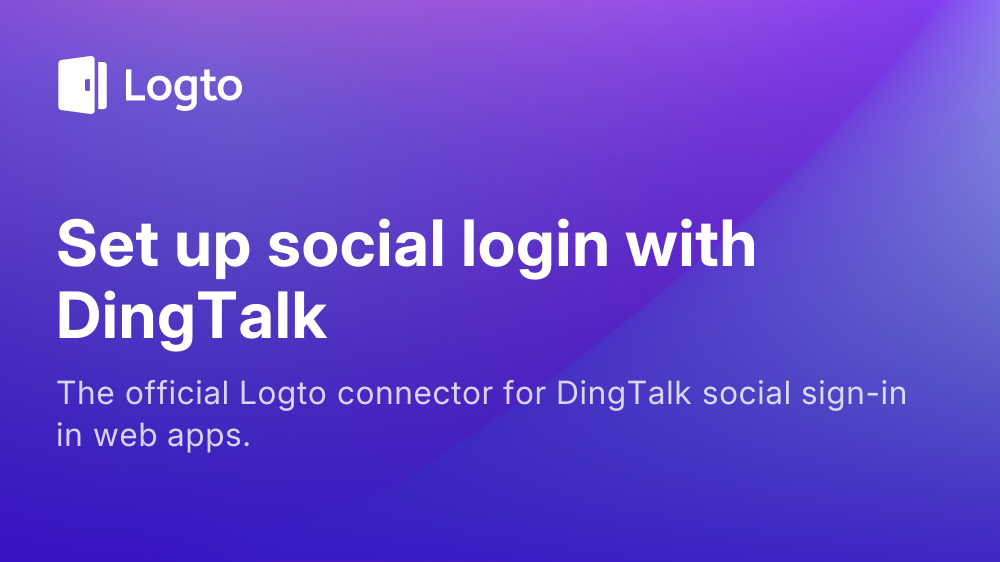 Logto
Set up social login with
DingTalk
The official Logto connector for DingTalk social sign-in
in web apps.